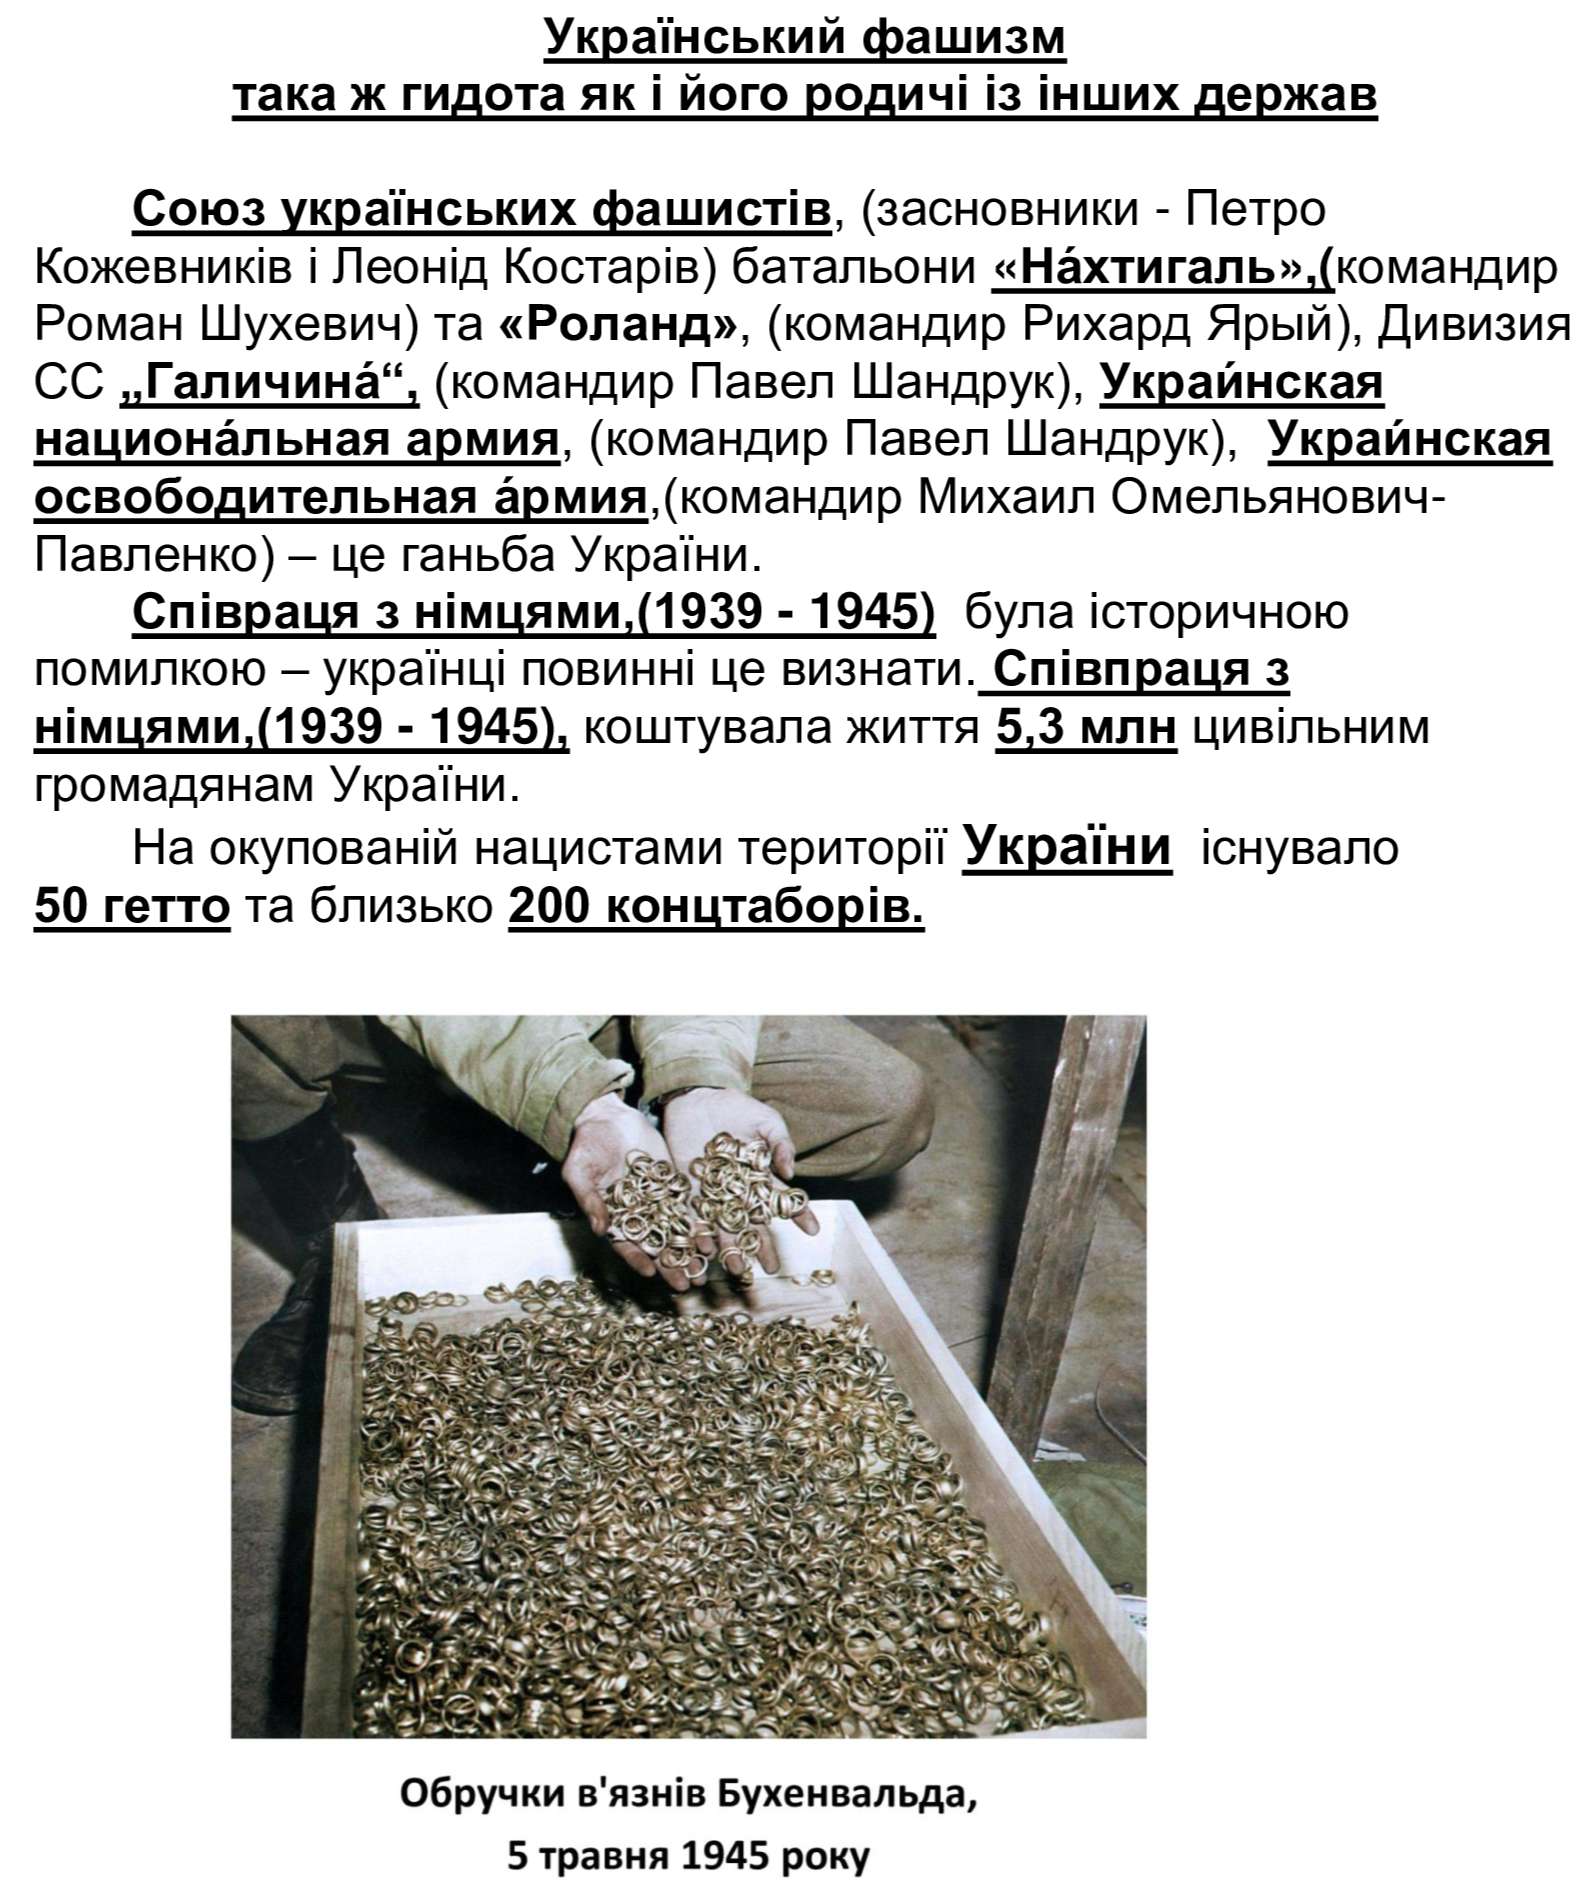 Український фашизм
така ж гидота як і його родичі із інших держав
Союз українських фашистів, (засновники - Петро
Кожевників і Леонід Костарів) батальони «На́хтигаль»,(командир
Роман Шухевич) та «Роланд», (командир Рихард Ярый), Дивизия
СС „Галичина́“, (командир Павел Шандрук), Украи́нская
национа́льная армия, (командир Павел Шандрук), Украи́нская
освободительная а́рмия,(командир Михаил Омельянович-
Павленко) – це ганьба України.
Співраця з німцями,(1939 - 1945) була історичною
помилкою – українці повинні це визнати. Співпраця з
німцями,(1939 - 1945), коштувала життя 5,3 млн цивільним
громадянам України.
На окупованій нацистами території України існувало
50 гетто та близько 200 концтаборів.
Обручки в'язнів Бухенвальда,
5 травня 1945 року